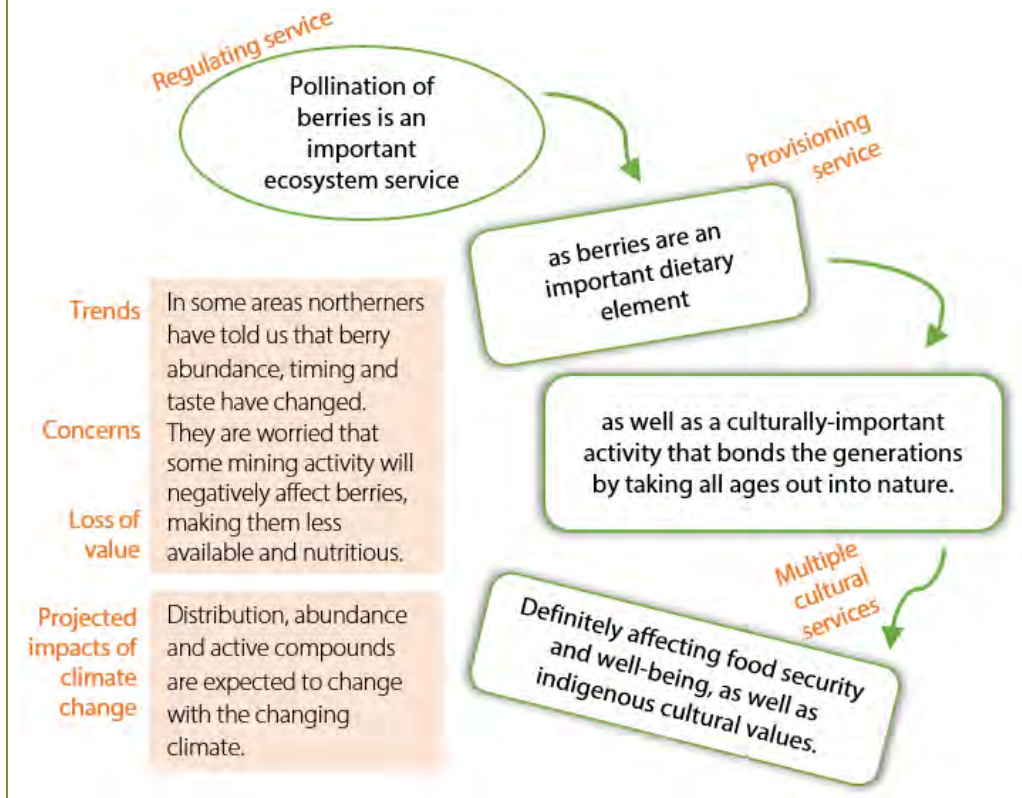 Regulating service
Pollination of
berries is an
important
ecosystem service
Provisioning
service
as berries are an
important dietary
element
as well as a culturally-important
activity that bonds the generations
by taking all ages out into nature.
Multiple
cultural
services
Definitely affecting food security
and well-being, as well as
indigenous cultural values.
Trends
In some areas northerners
have told us that berry
abundance, timing and
taste have changed.
Concerns
They are worried that
some mining activity will
negatively affect berries,
Loss of
value
making them less
available and nutritious.
Projected
impacts of
climate
change
Distribution, abundance
and active compounds
are expected to change
with the changing
climate.